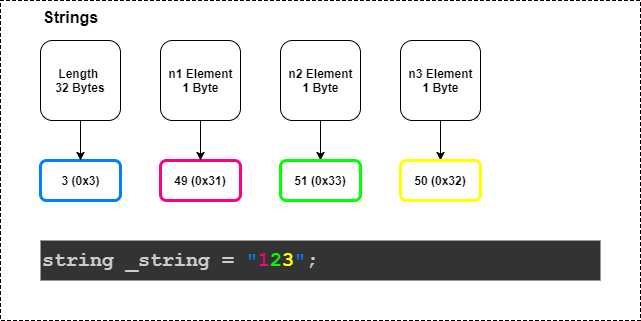 Strings
Length
32 Bytes
n1 Element
1 Byte
n2 Element
1 Byte
n3 Element
1 Byte
3 (0x3)
49 (0x31)
51 (0x33)
50 (0x32)
string _string = "123";